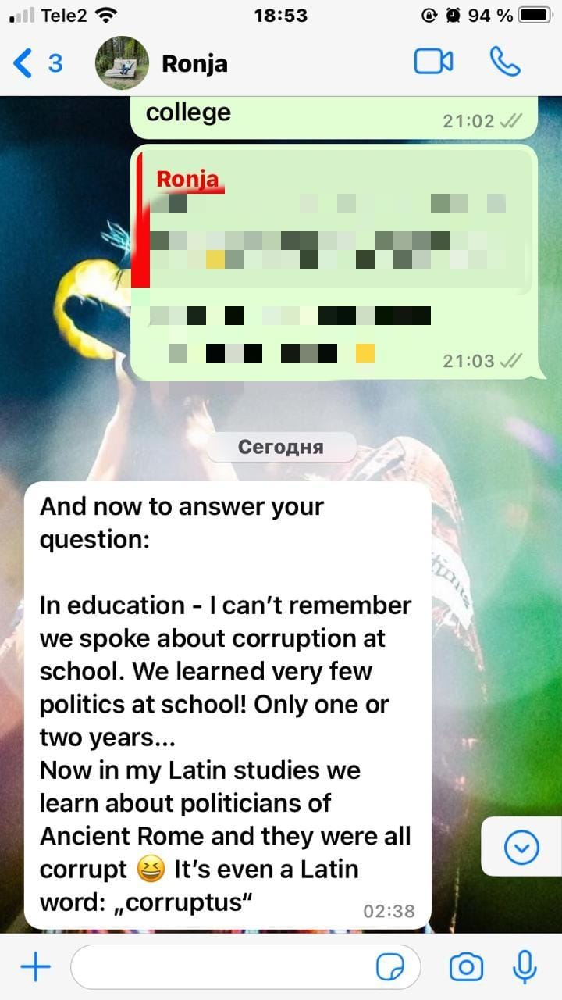 Tele2 18:53 94 %
3 Ronja
college
21:02
Ronja
21:03
Сегодня
And now to answer your
question:
In education - I can’t remember
we spoke about corruption at
school. We learned very few
politics at school! Only one or
two years...
Now in my Latin studies we
learn about politicians of
Ancient Rome and they were all
corrupt 😆 It’s even a Latin
word: „corruptus“
02:38